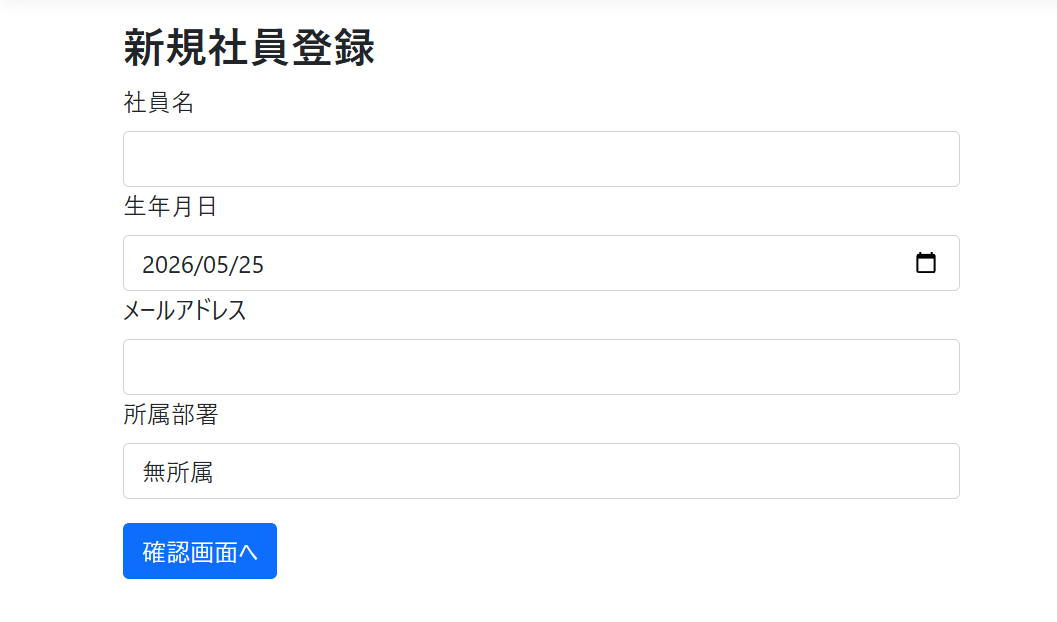 新規社員登録
社員名
生年月日
2026/05/25
メールアドレス
所属部署
無所属
確認画面へ